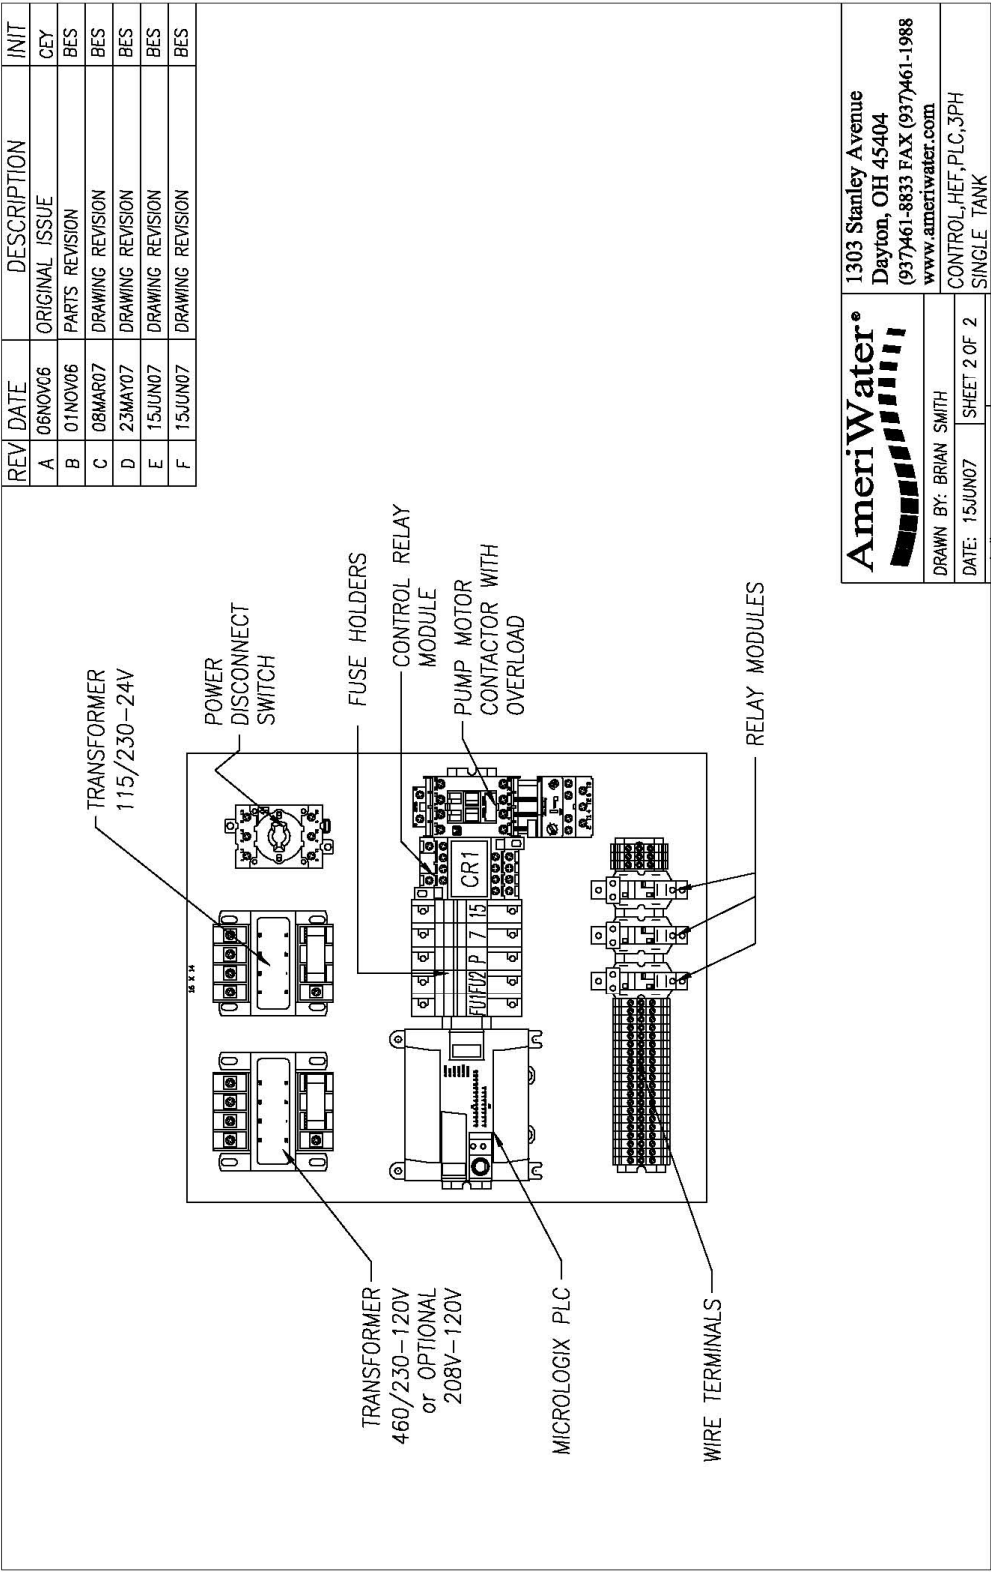 REV DATE DESCRIPTION INIT
A 06NOV06 ORIGINAL ISSUE CEY
B 01NOV06 PARTS REVISION BES
C 08MAR07 DRAWING REVISION BES
D 23MAY07 DRAWING REVISION BES
E 15JUN07 DRAWING REVISION BES
F 15JUN07 DRAWING REVISION BES
TRANSFORMER
115/230-24V
POWER
DISCONNECT
SWITCH
16 X 14
TRANSFORMER
460/230-120V
or OPTIONAL
208V-120V
FUSE HOLDERS
CONTROL RELAY
MODULE
PUMP MOTOR
CONTACTOR WITH
OVERLOAD
FU1 FU2 P 7 15
CR1
MICROLOGIX PLC
WIRE TERMINALS
RELAY MODULES
AmeriWater®
1303 Stanley Avenue
Dayton, OH 45404
(937)461-8833 FAX (937)461-1988
www.ameriwater.com
DRAWN BY: BRIAN SMITH
CONTROL,HEF,PLC,3PH
SINGLE TANK
DATE: 15JUN07
SHEET 2 OF 2